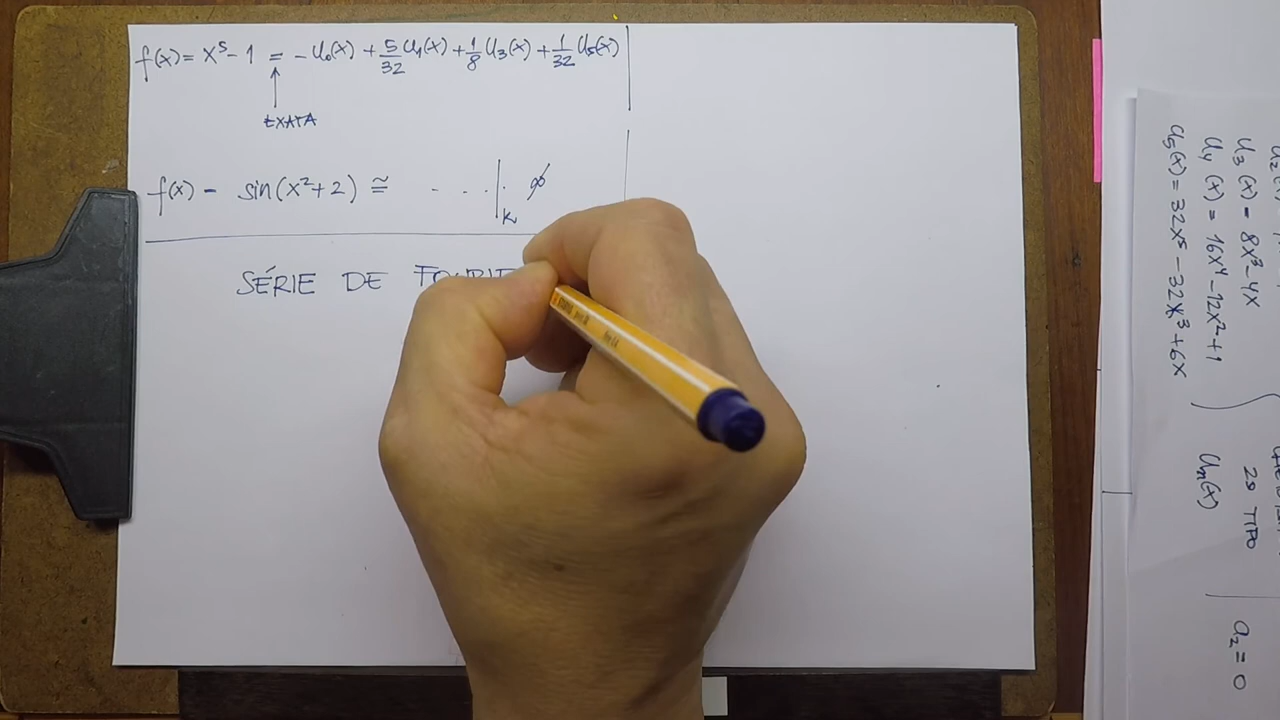 f(x) = x⁵ - 1 = -U₀(x) + 5/32 U₁(x) + 1/8 U₃(x) + 1/32 U₅(x)
EXATA
f(x) - sin(x²+2) ≅ . . . . | . ∅
k
SÉRIE DE
U₃(x) = 8x³ - 4x
U₄(x) = 16x⁴ - 12x² + 1
U₅(x) = 32x⁵ - 32x³ + 6x
2º TIPO
Uₙ(x)
a₂ = 0